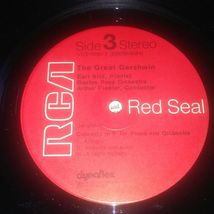 Side 3 Stereo
The Great Gershwin
Earl Wild, Pianist
Boston Pops Orchestra
Arthur Fiedler, Conductor
RCA
Red Seal
Concerto in F for Piano and Orchestra
dynaflex